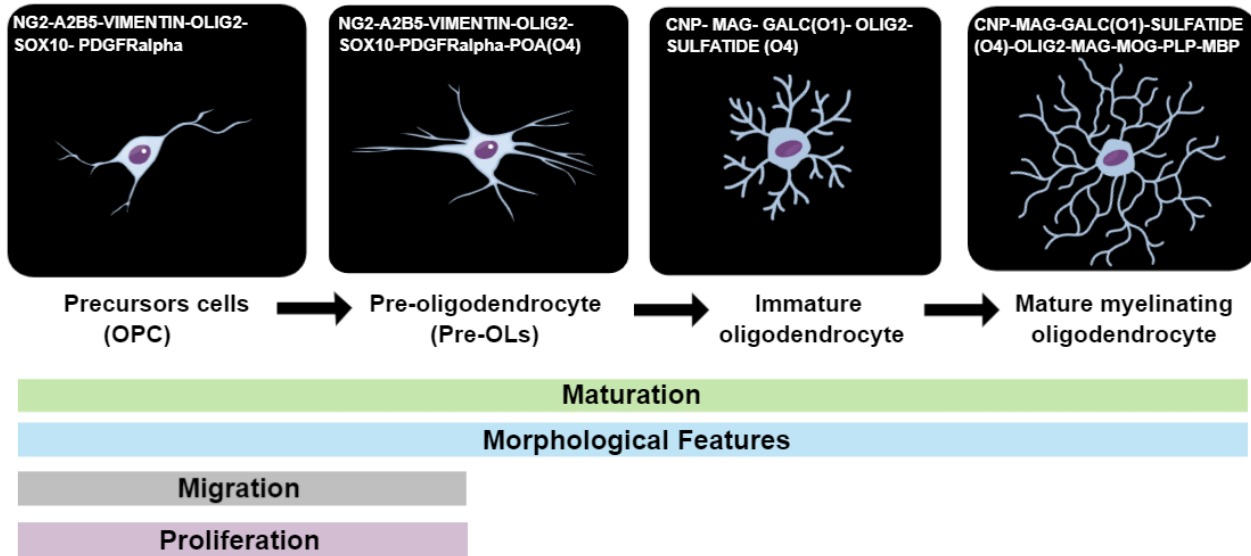 NG2-A2B5-VIMENTIN-OLIG2-
SOX10- PDGFRalpha
NG2-A2B5-VIMENTIN-OLIG2-
SOX10-PDGFRalpha-POA(O4)
CNP- MAG- GALC(O1)- OLIG2-
SULFATIDE (O4)
CNP-MAG-GALC(O1)-SULFATIDE
(O4)-OLIG2-MAG-MOG-PLP-MBP
Precursors cells
(OPC)
Pre-oligodendrocyte
(Pre-OLs)
Immature
oligodendrocyte
Mature myelinating
oligodendrocyte
Maturation
Morphological Features
Migration
Proliferation